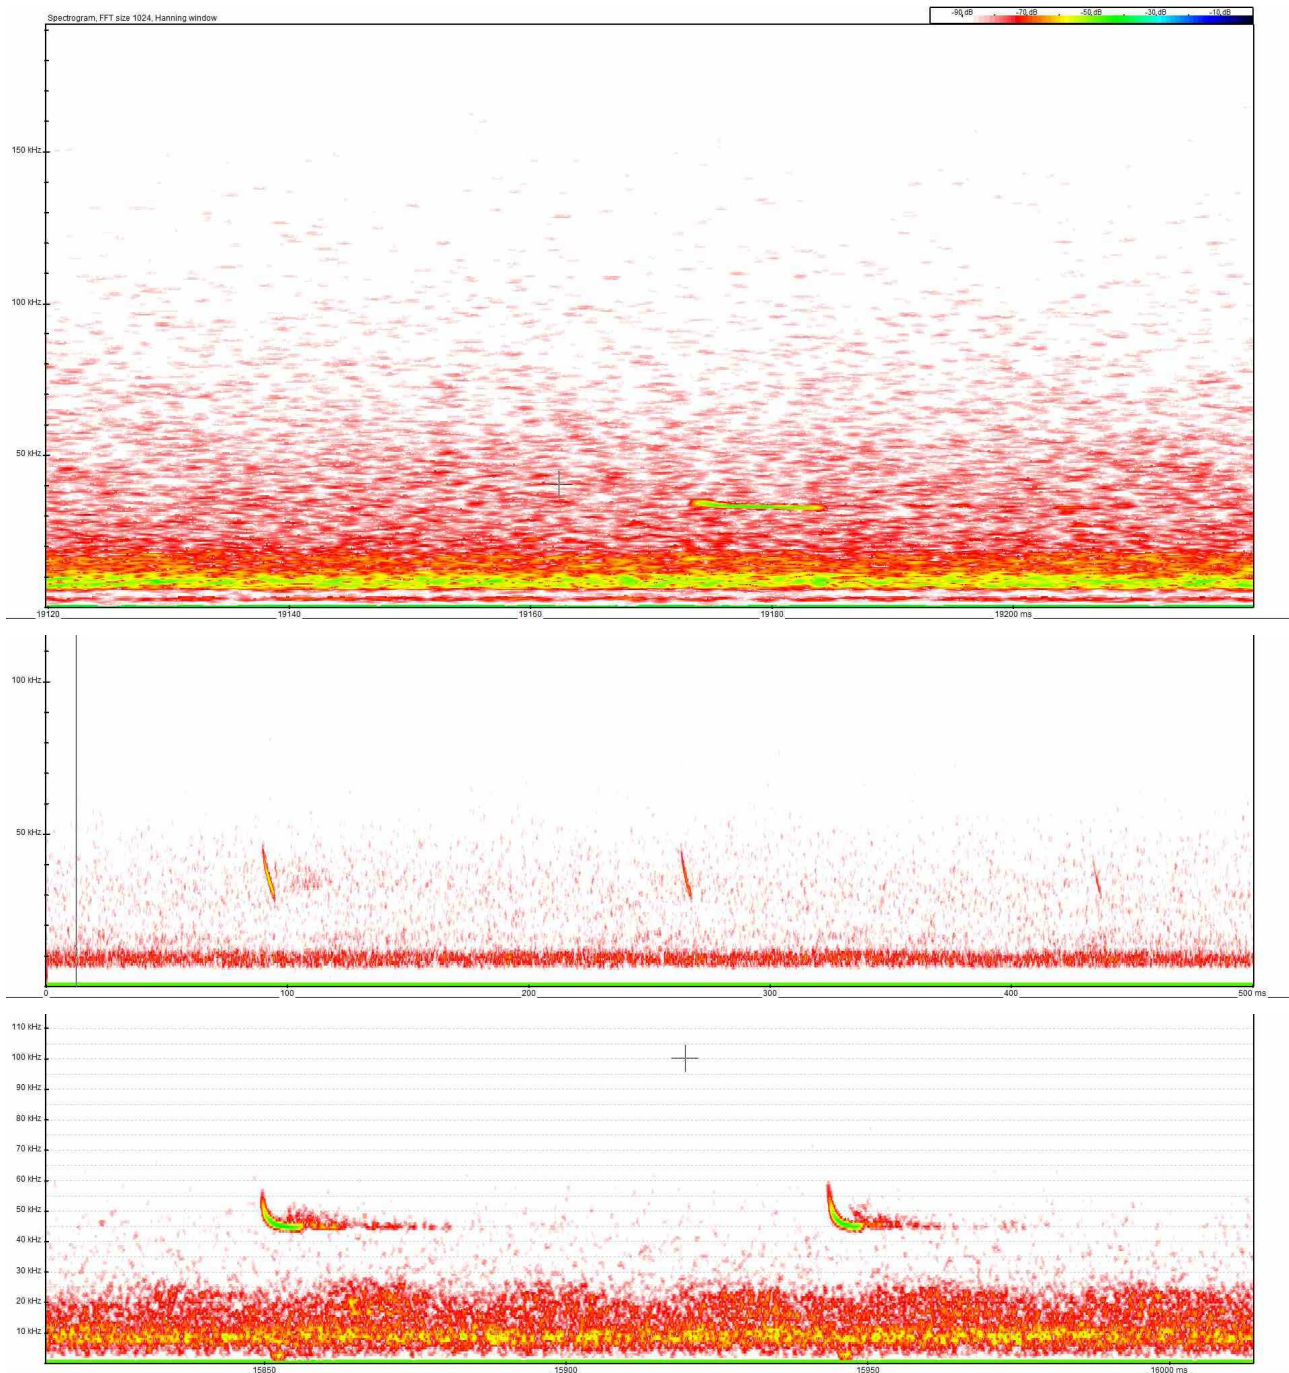 Spectrogram, FFT size 1024, Hanning window
-90 dB -70 dB -50 dB -30 dB -10 dB
150 kHz
100 kHz
50 kHz
19120 19140 19160 19180 19200 ms
100 kHz
50 kHz
0 100 200 300 400 500 ms
110 kHz
100 kHz
90 kHz
80 kHz
70 kHz
60 kHz
50 kHz
40 kHz
30 kHz
20 kHz
10 kHz
15850 15900 15950 16000 ms